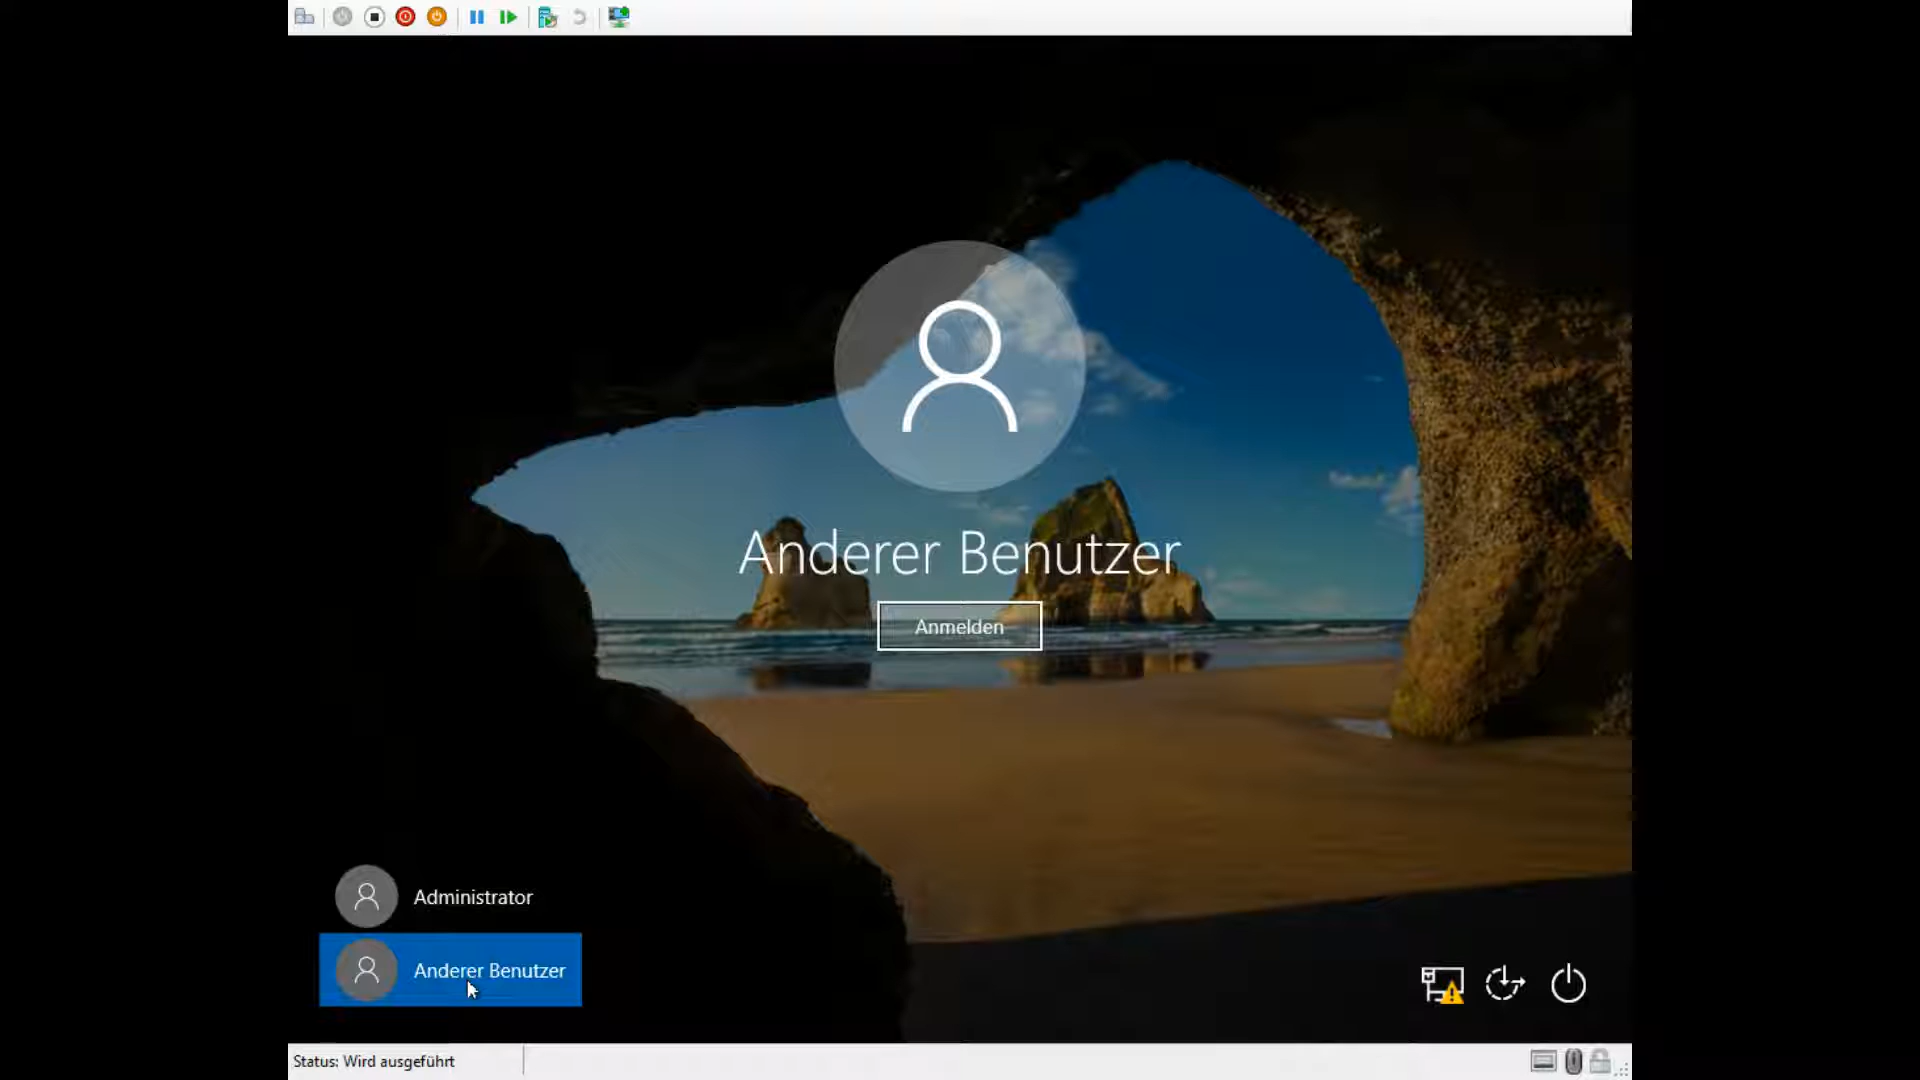 Anderer Benutzer
Anmelden
Administrator
Anderer Benutzer
Status: Wird ausgeführt